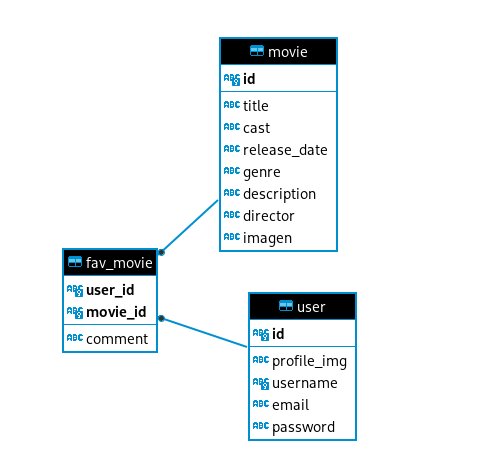 movie
id
title
cast
release_date
genre
description
director
imagen
fav_movie
user_id
movie_id
comment
user
id
profile_img
username
email
password